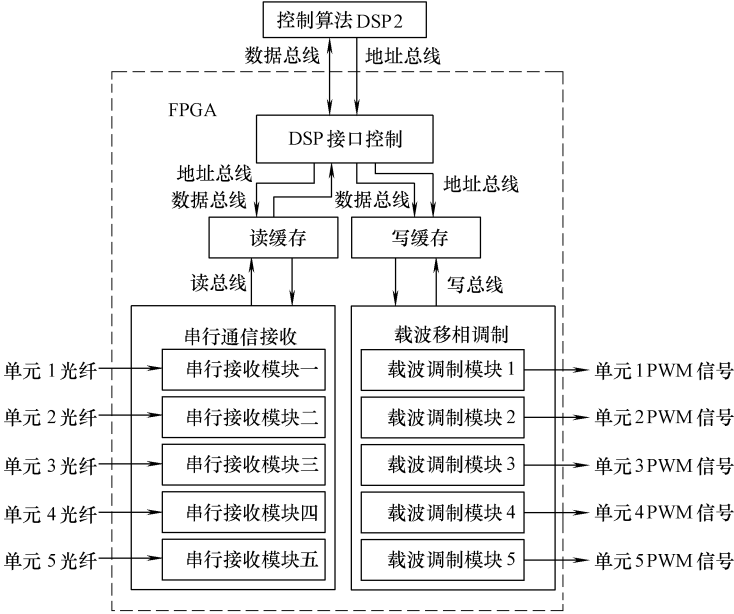 控制算法DSP2
数据总线
地址总线
FPGA
DSP接口控制
地址总线
数据总线
数据总线
地址总线
读缓存
写缓存
读总线
写总线
串行通信接收
载波移相调制
单元1光纤
串行接收模块一
载波调制模块1
单元1PWM信号
单元2光纤
串行接收模块二
载波调制模块2
单元2PWM信号
单元3光纤
串行接收模块三
载波调制模块3
单元3PWM信号
单元4光纤
串行接收模块四
载波调制模块4
单元4PWM信号
单元5光纤
串行接收模块五
载波调制模块5
单元5PWM信号